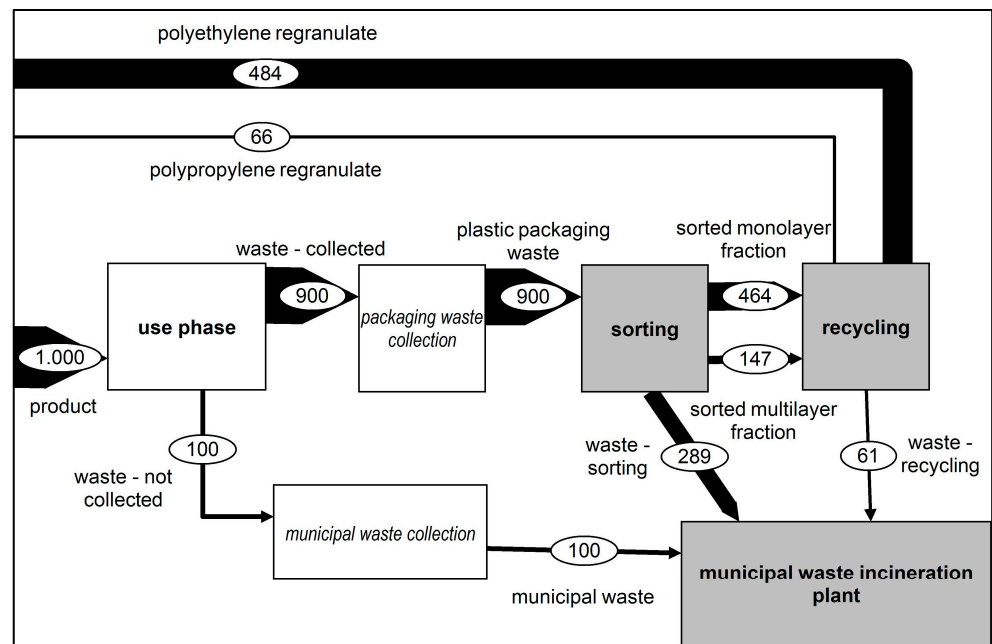 polyethylene regranulate
484
66
polypropylene regranulate
waste - collected
plastic packaging
waste
sorted monolayer
fraction
use phase
900
packaging waste
collection
900
sorting
464
recycling
1.000
147
product
sorted multilayer
fraction
100
waste - not
collected
waste -
sorting
289
61
waste -
recycling
municipal waste collection
100
municipal waste
municipal waste incineration
plant